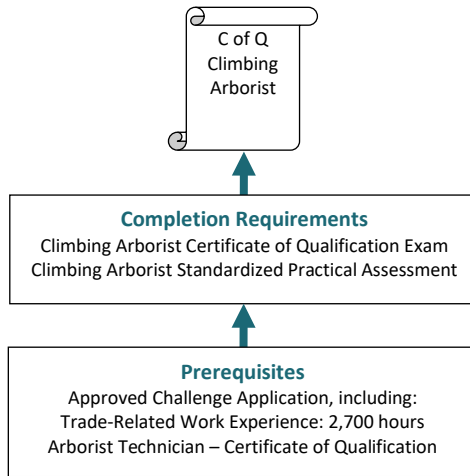 C of Q
Climbing
Arborist
Completion Requirements
Climbing Arborist Certificate of Qualification Exam
Climbing Arborist Standardized Practical Assessment
Prerequisites
Approved Challenge Application, including:
Trade-Related Work Experience: 2,700 hours
Arborist Technician – Certificate of Qualification